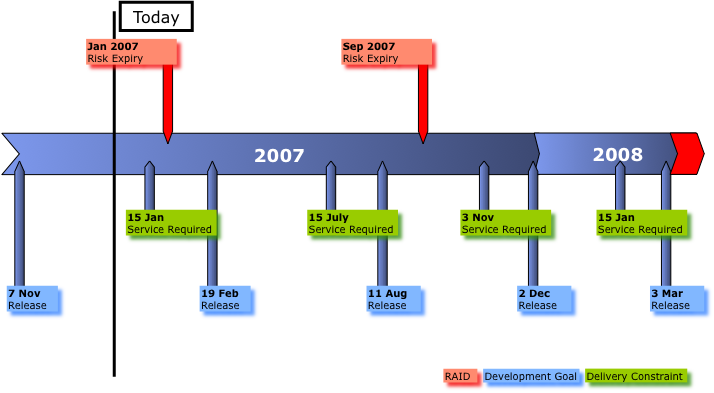 Today
Jan 2007
Risk Expiry
Sep 2007
Risk Expiry
2007
2008
15 Jan
Service Required
15 July
Service Required
3 Nov
Service Required
15 Jan
Service Required
7 Nov
Release
19 Feb
Release
11 Aug
Release
2 Dec
Release
3 Mar
Release
RAID
Development Goal
Delivery Constraint